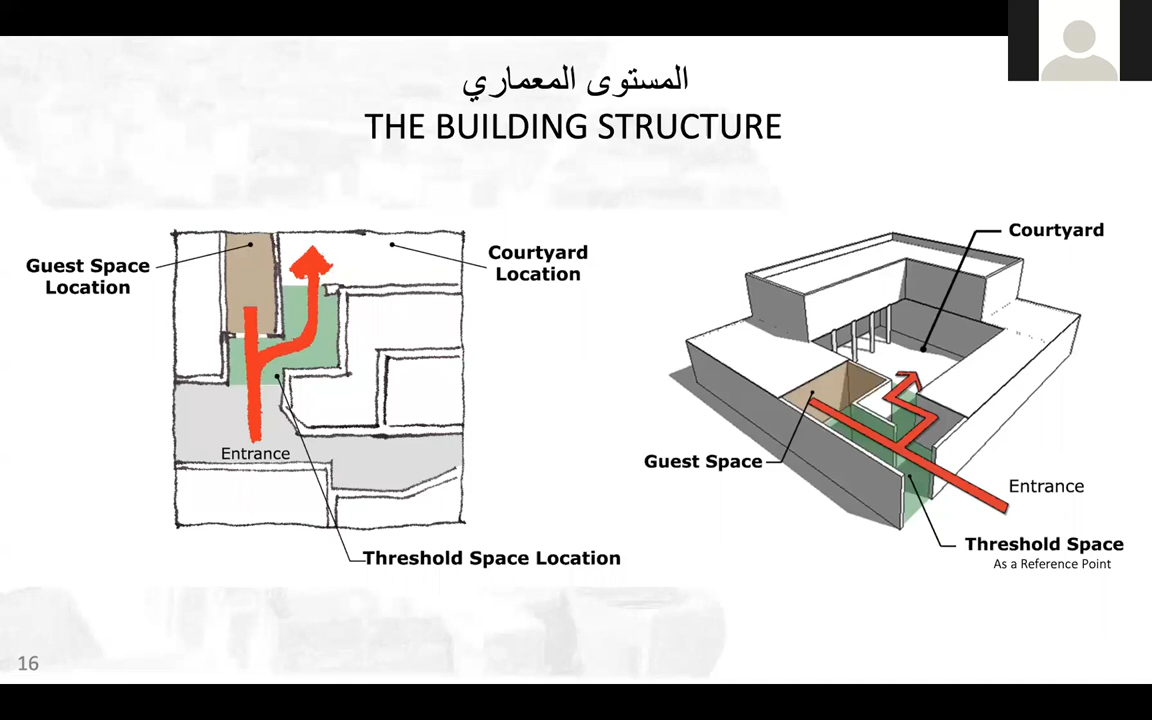 المستوى المعماري
THE BUILDING STRUCTURE
Guest Space
Location
Courtyard
Location
Entrance
Threshold Space Location
Courtyard
Guest Space
Entrance
Threshold Space
As a Reference Point
16